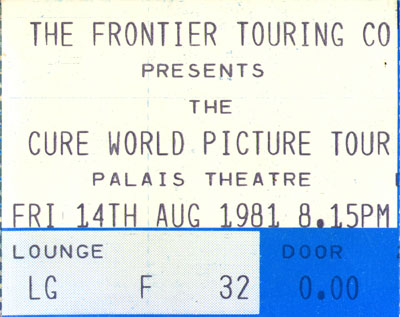 THE FRONTIER TOURING CO
PRESENTS
THE
CURE WORLD PICTURE TOUR
PALAIS THEATRE
FRI 14TH AUG 1981 8.15PM
LOUNGE DOOR
LG F 32 0.00